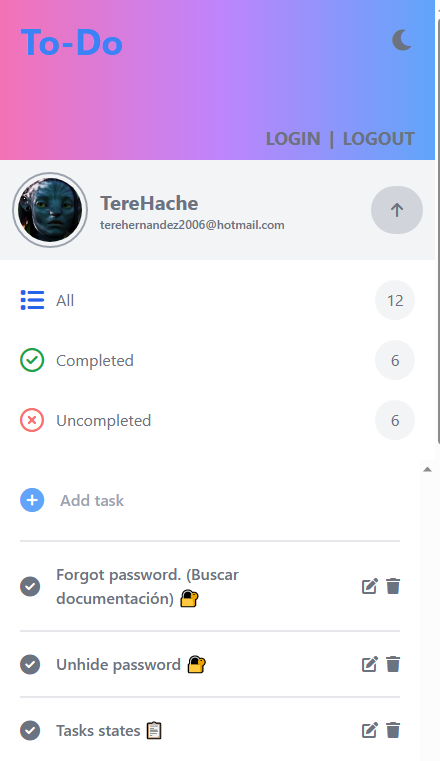 To-Do
LOGIN | LOGOUT
TereHache
terehernandez2006@hotmail.com
All 12
Completed 6
Uncompleted 6
Add task
Forgot password. (Buscar
documentación) 🔐
Unhide password 🔐
Tasks states 📋